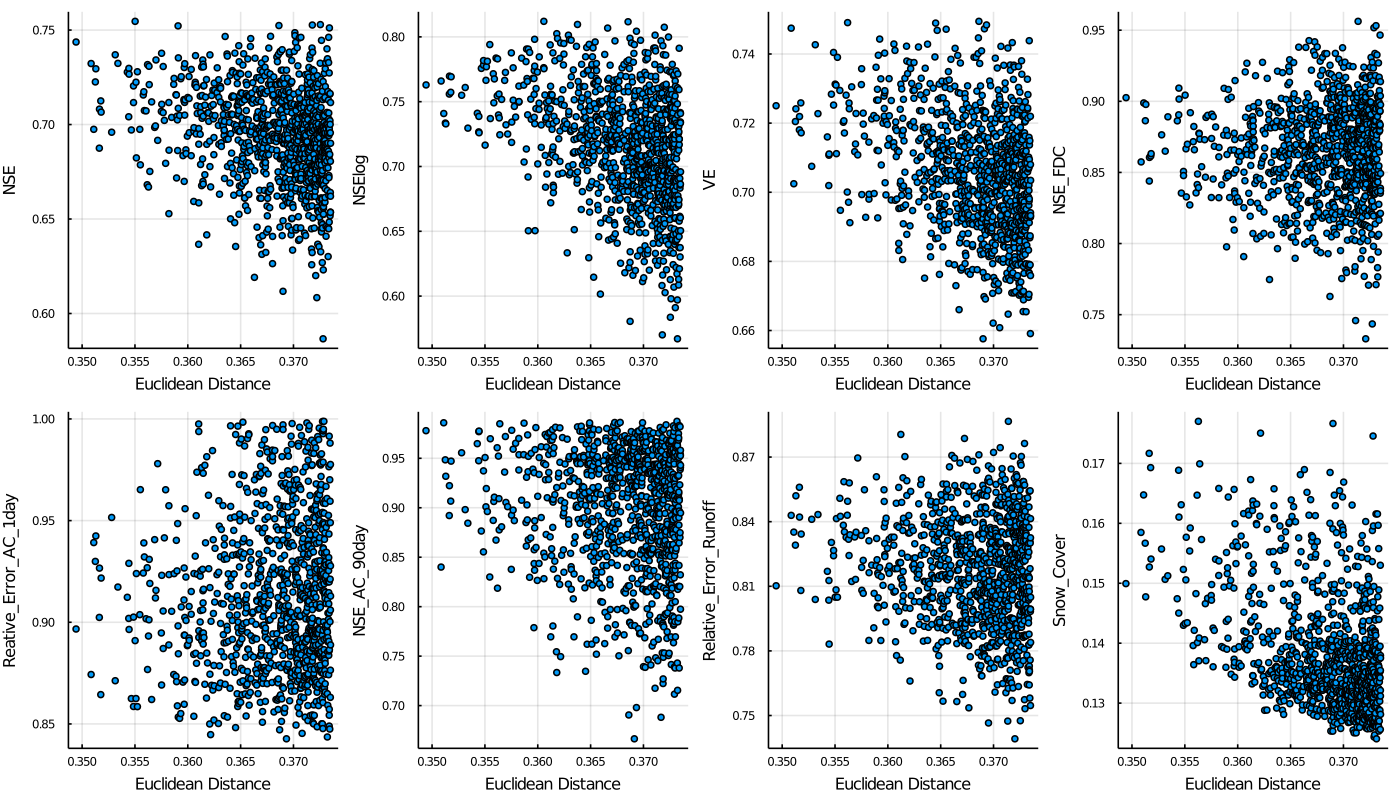 0.75
0.70
0.65
0.60
NSE
0.350 0.355 0.360 0.365 0.370
Euclidean Distance
0.80
0.75
0.70
0.65
0.60
NSElog
0.350 0.355 0.360 0.365 0.370
Euclidean Distance
0.74
0.72
0.70
0.68
0.66
VE
0.350 0.355 0.360 0.365 0.370
Euclidean Distance
0.95
0.90
0.85
0.80
0.75
NSE_FDC
0.350 0.355 0.360 0.365 0.370
Euclidean Distance
1.00
0.95
0.90
0.85
Reative_Error_AC_1day
0.350 0.355 0.360 0.365 0.370
Euclidean Distance
0.95
0.90
0.85
0.80
0.75
0.70
NSE_AC_90day
0.350 0.355 0.360 0.365 0.370
Euclidean Distance
0.87
0.84
0.81
0.78
0.75
Relative_Error_Runoff
0.350 0.355 0.360 0.365 0.370
Euclidean Distance
0.17
0.16
0.15
0.14
0.13
Snow_Cover
0.350 0.355 0.360 0.365 0.370
Euclidean Distance